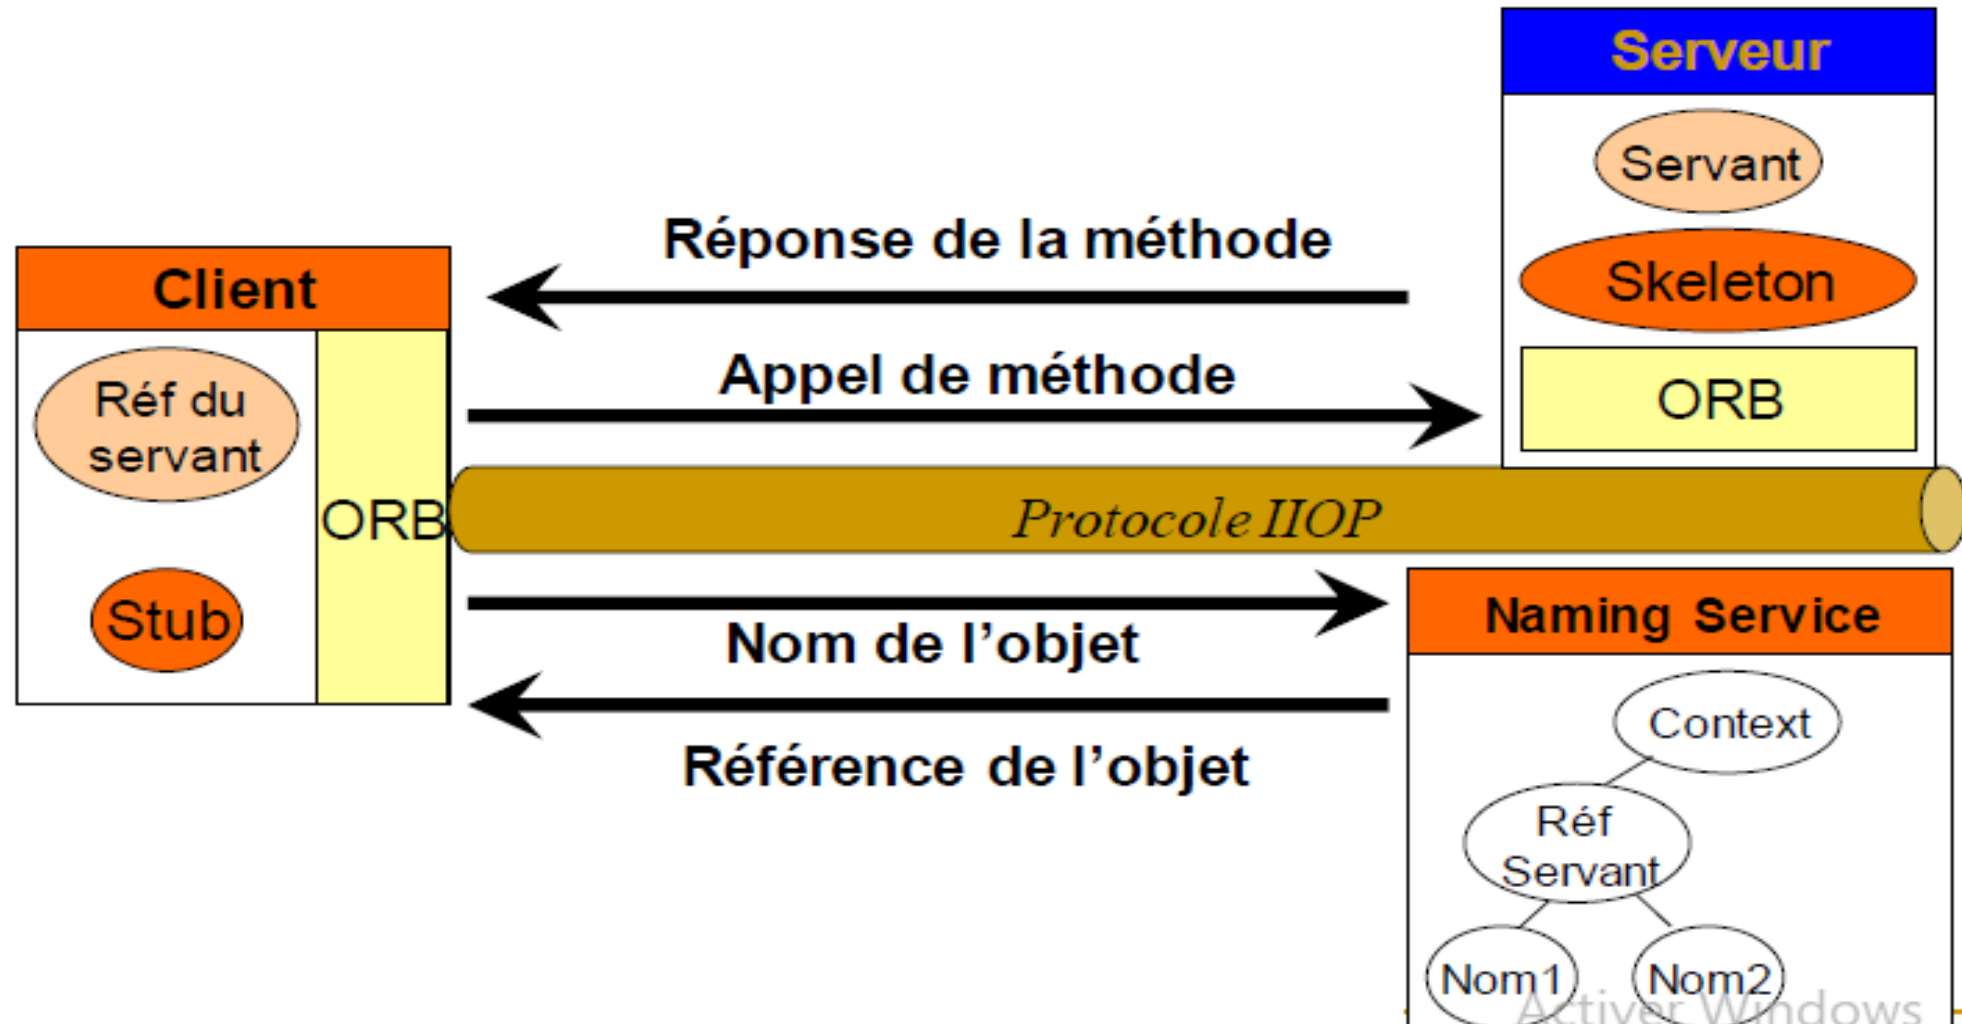 Serveur
Servant
Skeleton
ORB
Réponse de la méthode
Appel de méthode
Client
Réf du
servant
ORB
Stub
Protocole IIOP
Nom de l’objet
Référence de l’objet
Naming Service
Context
Réf
Servant
Nom1
Nom2
Activer Windows